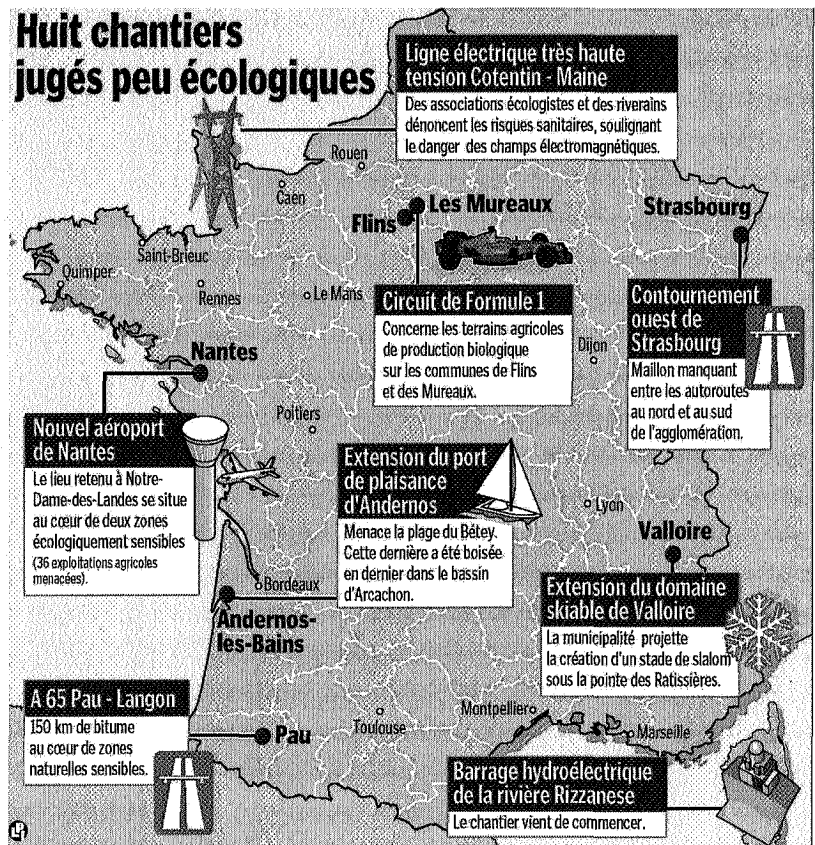 Huit chantiers
jugés peu écologiques
Ligne électrique très haute
tension Cotentin - Maine
Des associations écologistes et des riverains
dénoncent les risques sanitaires, soulignant
le danger des champs électromagnétiques.
Rouen
Caen
Flins
Les Mureaux
Strasbourg
Saint-Brieuc
Quimper
Rennes
Le Mans
Circuit de Formule 1
Concerne les terrains agricoles
de production biologique
sur les communes de Flins
et des Mureaux.
Dijon
Contournement
ouest de
Strasbourg
Maillon manquant
entre les autoroutes
au nord et au sud
de l'agglomération.
Nantes
Nouvel aéroport
de Nantes
Le lieu retenu à Notre-
Dame-des-Landes se situe
au cœur de deux zones
écologiquement sensibles
(36 exploitations agricoles
menacées).
Poitiers
Extension du port
de plaisance
d'Andernos
Menace la plage du Bétey.
Cette dernière a été boisée
en dernier dans le bassin
d'Arcachon.
Lyon
Valloire
Extension du domaine
skiable de Valloire
La municipalité projette
la création d'un stade de slalom
sous la pointe des Ratissières.
Bordeaux
Andernos-
les-Bains
A 65 Pau - Langon
150 km de bitume
au cœur de zones
naturelles sensibles.
Pau
Toulouse
Montpellier
Marseille
Barrage hydroélectrique
de la rivière Rizzanese
Le chantier vient de commencer.